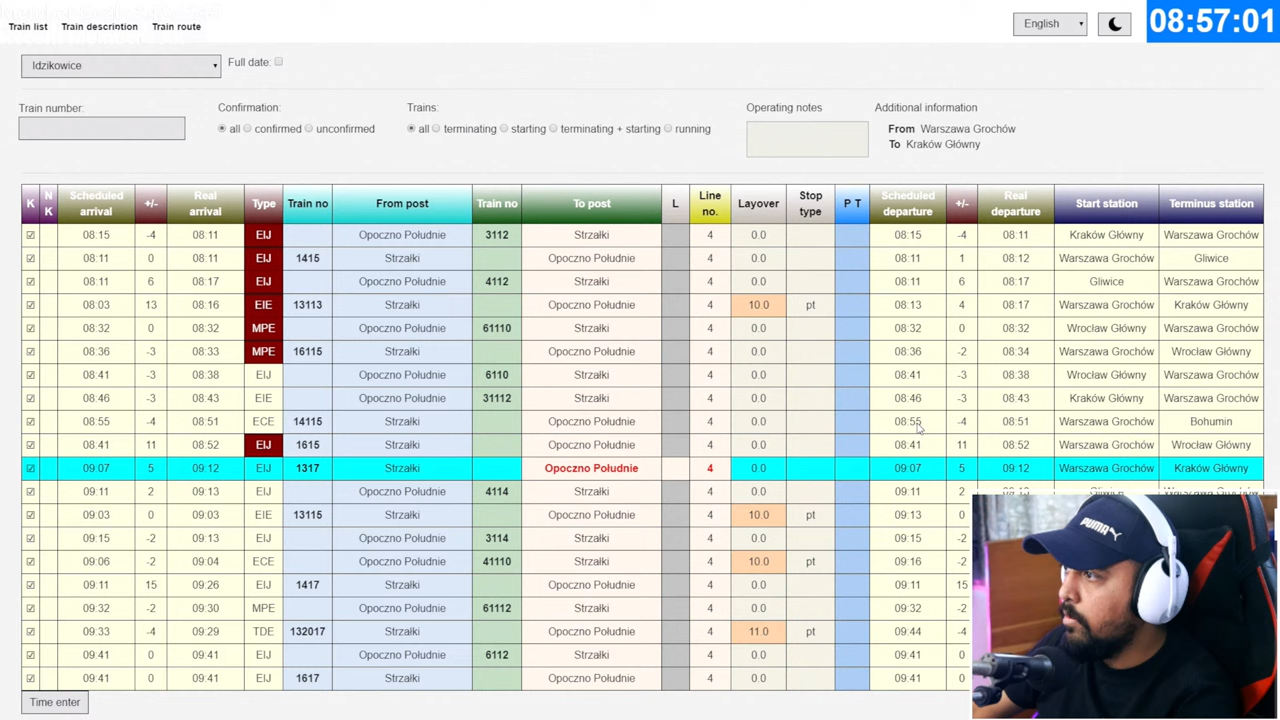 Train list Train descrintion Train route English 08:57:01
Idzikowice Full date:
Train number: Confirmation: Trains: Operating notes Additional information
all confirmed unconfirmed all terminating starting terminating + starting running From Warszawa Grochów
To Kraków Główny
K N K Scheduled arrival +/- Real arrival Type Train no From post Train no To post L Line no. Layover Stop type P T Scheduled departure +/- Real departure Start station Terminus station
08:15 -4 08:11 EIJ Opoczno Południe 3112 Strzałki 4 0.0 08:15 -4 08:11 Kraków Główny Warszawa Grochów
08:11 0 08:11 EIJ 1415 Strzałki Opoczno Południe 4 0.0 08:11 1 08:12 Warszawa Grochów Gliwice
08:11 6 08:17 EIJ Opoczno Południe 4112 Strzałki 4 0.0 08:11 6 08:17 Gliwice Warszawa Grochów
08:03 13 08:16 EIE 13113 Strzałki Opoczno Południe 4 10.0 pt 08:13 4 08:17 Warszawa Grochów Kraków Główny
08:32 0 08:32 MPE Opoczno Południe 61110 Strzałki 4 0.0 08:32 0 08:32 Wrocław Główny Warszawa Grochów
08:36 -3 08:33 MPE 16115 Strzałki Opoczno Południe 4 0.0 08:36 -2 08:34 Warszawa Grochów Wrocław Główny
08:41 -3 08:38 EIJ Opoczno Południe 6110 Strzałki 4 0.0 08:41 -3 08:38 Wrocław Główny Warszawa Grochów
08:46 -3 08:43 EIE Opoczno Południe 31112 Strzałki 4 0.0 08:46 -3 08:43 Kraków Główny Warszawa Grochów
08:55 -4 08:51 ECE 14115 Strzałki Opoczno Południe 4 0.0 08:55 -4 08:51 Warszawa Grochów Bohumin
08:41 11 08:52 EIJ 1615 Strzałki Opoczno Południe 4 0.0 08:41 11 08:52 Warszawa Grochów Wrocław Główny
09:07 5 09:12 EIJ 1317 Strzałki Opoczno Południe 4 0.0 09:07 5 09:12 Warszawa Grochów Kraków Główny
09:11 2 09:13 EIJ Opoczno Południe 4114 Strzałki 4 0.0 09:11 2 09:13 Gliwice Warszawa Grochów
09:03 0 09:03 EIE 13115 Strzałki Opoczno Południe 4 10.0 pt 09:13 0
09:15 -2 09:13 EIJ Opoczno Południe 3114 Strzałki 4 0.0 09:15 -2
09:06 -2 09:04 ECE Opoczno Południe 41110 Strzałki 4 10.0 pt 09:16 -2
09:11 15 09:26 EIJ 1417 Strzałki Opoczno Południe 4 0.0 09:11 15
09:32 -2 09:30 MPE Opoczno Południe 61112 Strzałki 4 0.0 09:32 -2
09:33 -4 09:29 TDE 132017 Strzałki Opoczno Południe 4 11.0 pt 09:44 -4
09:41 0 09:41 EIJ Opoczno Południe 6112 Strzałki 4 0.0 09:41 0
09:41 0 09:41 EIJ 1617 Strzałki Opoczno Południe 4 0.0 09:41 0
Time enter
PUMA